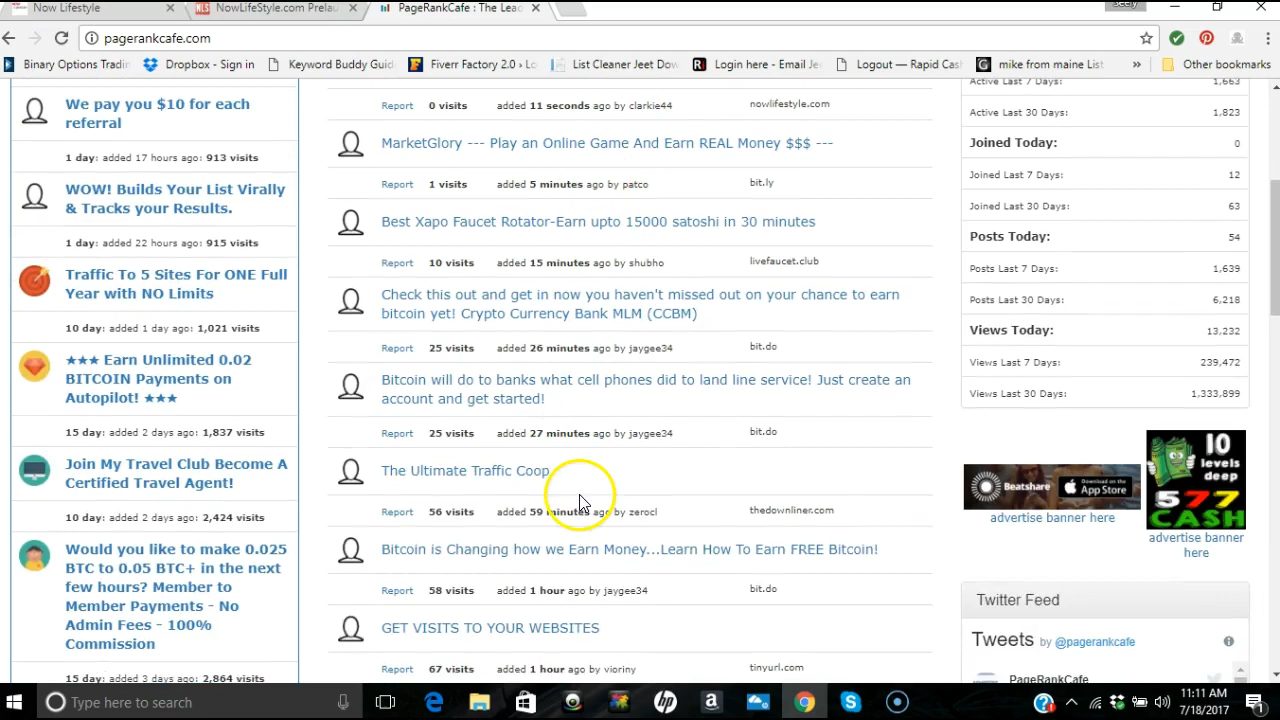 Now Lifestyle
NowLifeStyle.com Prelau
PageRankCafe : The Lead
Seely
pagerankcafe.com
Binary Options Tradin
Dropbox - Sign in
Keyword Buddy Guid
Fiverr Factory 2.0 › Lo
List Cleaner Jeet Dow
Login here - Email Je
Logout — Rapid Cas
mike from maine List
»
Other bookmarks
We pay you $10 for each
referral
1 day: added 17 hours ago: 913 visits
WOW! Builds Your List Virally
& Tracks your Results.
1 day: added 22 hours ago: 915 visits
Traffic To 5 Sites For ONE Full
Year with NO Limits
10 day: added 1 day ago: 1,021 visits
★★★ Earn Unlimited 0.02
BITCOIN Payments on
Autopilot! ★★★
15 day: added 2 days ago: 1,837 visits
Join My Travel Club Become A
Certified Travel Agent!
10 day: added 2 days ago: 2,424 visits
Would you like to make 0.025
BTC to 0.05 BTC+ in the next
few hours? Member to
Member Payments - No
Admin Fees - 100%
Commission
15 day: added 3 days ago: 2,864 visits
Report 0 visits added 11 seconds ago by clarkie44 nowlifestyle.com
MarketGlory --- Play an Online Game And Earn REAL Money $$$ ---
Report 1 visits added 5 minutes ago by patco bit.ly
Best Xapo Faucet Rotator-Earn upto 15000 satoshi in 30 minutes
Report 10 visits added 15 minutes ago by shubho livefaucet.club
Check this out and get in now you haven't missed out on your chance to earn
bitcoin yet! Crypto Currency Bank MLM (CCBM)
Report 25 visits added 26 minutes ago by jaygee34 bit.do
Bitcoin will do to banks what cell phones did to land line service! Just create an
account and get started!
Report 25 visits added 27 minutes ago by jaygee34 bit.do
The Ultimate Traffic Coop
Report 56 visits added 59 minutes ago by zerocl thedownliner.com
Bitcoin is Changing how we Earn Money...Learn How To Earn FREE Bitcoin!
Report 58 visits added 1 hour ago by jaygee34 bit.do
GET VISITS TO YOUR WEBSITES
Report 67 visits added 1 hour ago by vioriny tinyurl.com
Active Last 7 Days: 1,663
Active Last 30 Days: 1,823
Joined Today: 0
Joined Last 7 Days: 12
Joined Last 30 Days: 63
Posts Today: 54
Posts Last 7 Days: 1,639
Posts Last 30 Days: 6,218
Views Today: 13,232
Views Last 7 Days: 239,472
Views Last 30 Days: 1,333,899
Beatshare
Download on the
App Store
advertise banner here
10
levels
deep
577
CASH
advertise banner
here
Twitter Feed
Tweets by @pagerankcafe
PageRankCafe
Type here to search
11:11 AM
7/18/2017